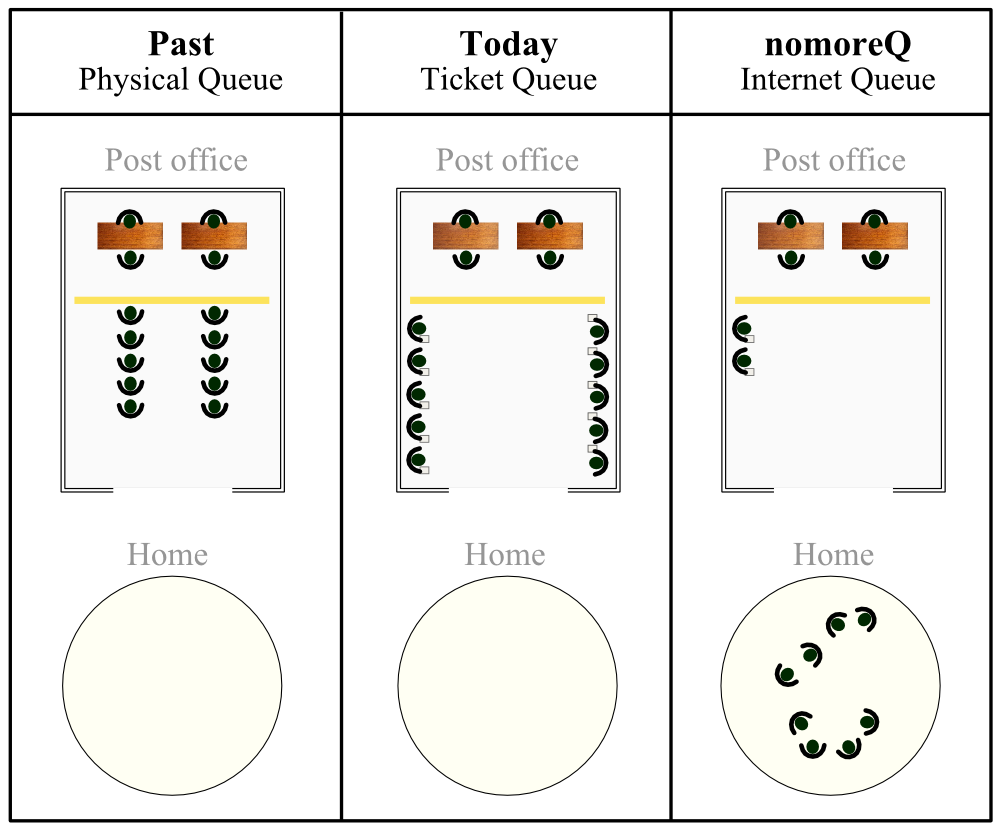 Past
Physical Queue
Today
Ticket Queue
nomoreQ
Internet Queue
Post office
Post office
Post office
Home
Home
Home